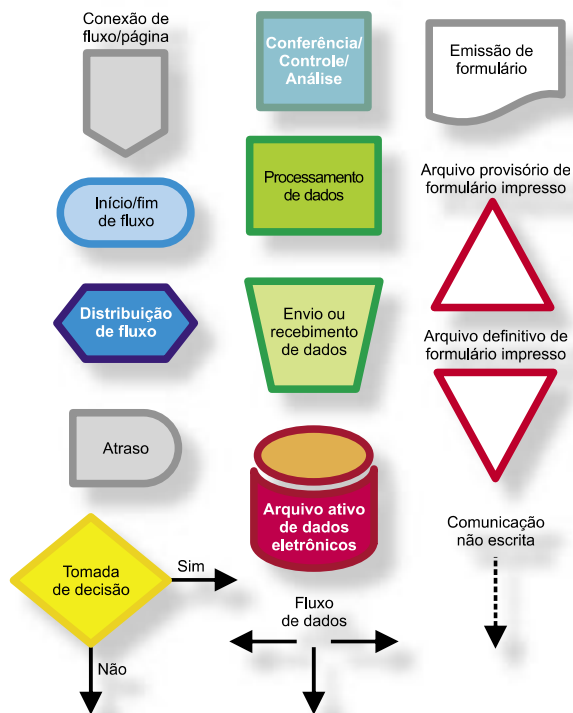 Conexão de
fluxo/página
Início/fim
de fluxo
Distribuição
de fluxo
Atraso
Tomada
de decisão
Sim
Não
Conferência/
Controle/
Análise
Processamento
de dados
Envio ou
recebimento
de dados
Arquivo ativo
de dados
eletrônicos
Fluxo
de dados
Emissão de
formulário
Arquivo provisório de
formulário impresso
Arquivo definitivo de
formulário impresso
Comunicação
não escrita